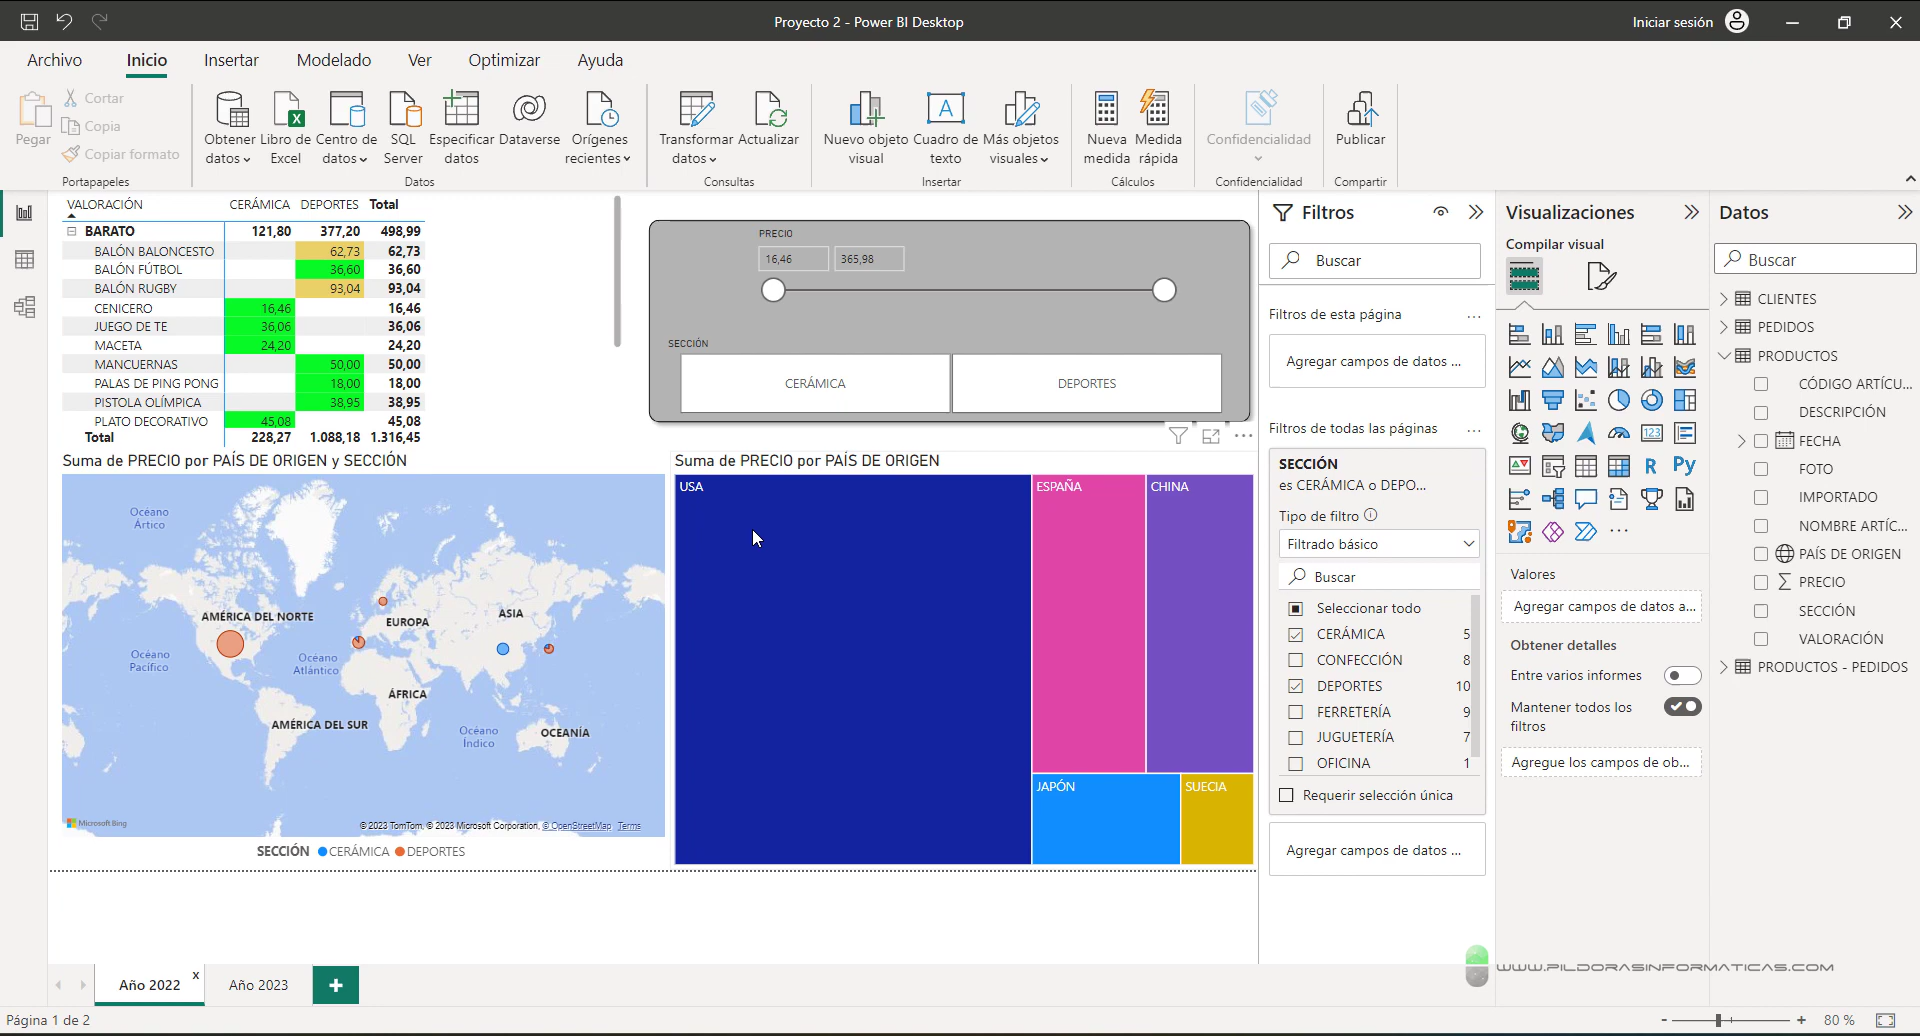 Proyecto 2 - Power BI Desktop
Iniciar sesión
Archivo Inicio Insertar Modelado Ver Optimizar Ayuda
Pegar
Cortar
Copia
Copiar formato
Portapapeles
Obtener datos
Libro de Excel
Centro de datos
SQL Server
Especificar datos
Dataverse
Orígenes recientes
Datos
Transformar datos
Actualizar
Consultas
Nuevo objeto visual
Cuadro de texto
Más objetos visuales
Insertar
Nueva medida
Medida rápida
Cálculos
Confidencialidad
Confidencialidad
Publicar
Compartir
VALORACIÓN CERÁMICA DEPORTES Total
BARATO 121,80 377,20 498,99
BALÓN BALONCESTO 62,73 62,73
BALÓN FÚTBOL 36,60 36,60
BALÓN RUGBY 93,04 93,04
CENICERO 16,46 16,46
JUEGO DE TE 36,06 36,06
MACETA 24,20 24,20
MANCUERNAS 50,00 50,00
PALAS DE PING PONG 18,00 18,00
PISTOLA OLÍMPICA 38,95 38,95
PLATO DECORATIVO 45,08 45,08
Total 228,27 1.088,18 1.316,45
PRECIO
16,46 365,98
SECCIÓN
CERÁMICA DEPORTES
Suma de PRECIO por PAÍS DE ORIGEN y SECCIÓN
Océano Ártico
AMÉRICA DEL NORTE
EUROPA
ASIA
Océano Pacífico
Océano Atlántico
ÁFRICA
AMÉRICA DEL SUR
Océano Índico
OCEANÍA
Microsoft Bing
© 2023 TomTom, © 2023 Microsoft Corporation, © OpenStreetMap Terms
SECCIÓN CERÁMICA DEPORTES
Suma de PRECIO por PAÍS DE ORIGEN
USA
ESPAÑA
CHINA
JAPÓN
SUECIA
Filtros
Buscar
Filtros de esta página ...
Agregar campos de datos ...
Filtros de todas las páginas ...
SECCIÓN
es CERÁMICA o DEPO...
Tipo de filtro
Filtrado básico
Buscar
Seleccionar todo
CERÁMICA 5
CONFECCIÓN 8
DEPORTES 10
FERRETERÍA 9
JUGUETERÍA 7
OFICINA 1
Requerir selección única
Agregar campos de datos ...
Visualizaciones
Compilar visual
123
R
Py
...
Valores
Agregar campos de datos a...
Obtener detalles
Entre varios informes
Mantener todos los
filtros
Agregue los campos de ob...
Datos
Buscar
CLIENTES
PEDIDOS
PRODUCTOS
CÓDIGO ARTÍCU...
DESCRIPCIÓN
FECHA
FOTO
IMPORTADO
NOMBRE ARTÍC...
PAÍS DE ORIGEN
PRECIO
SECCIÓN
VALORACIÓN
PRODUCTOS - PEDIDOS
WWW.PILDORASINFORMATICAS.COM
Año 2022 x Año 2023 +
Página 1 de 2
- + 80 %